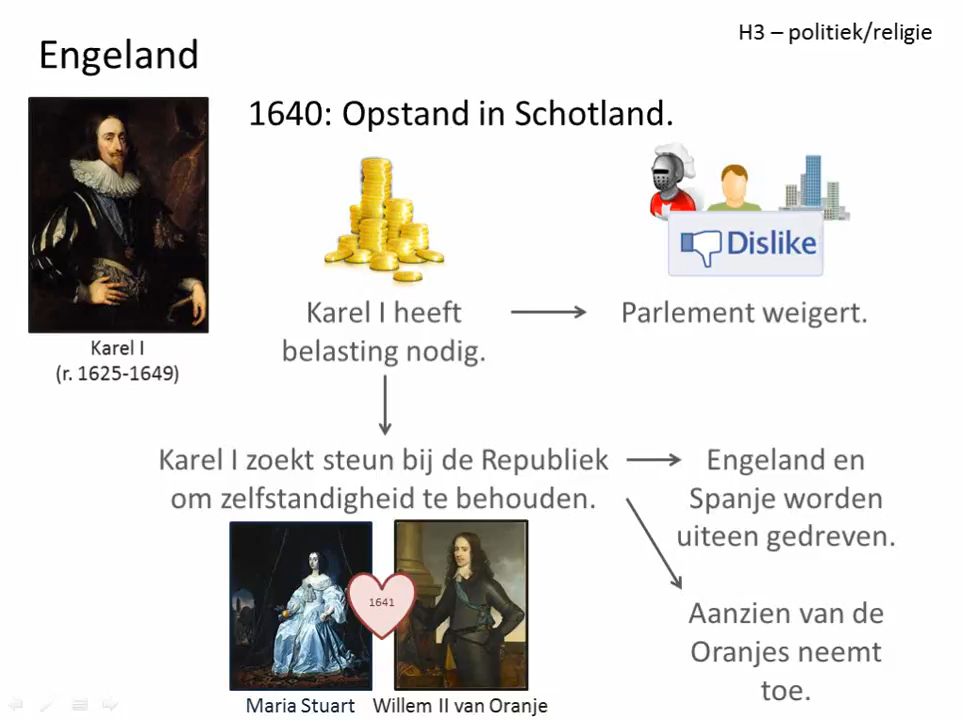 H3 – politiek/religie
Engeland
1640: Opstand in Schotland.
Dislike
Karel I heeft
belasting nodig.
Parlement weigert.
Karel I
(r. 1625-1649)
Karel I zoekt steun bij de Republiek
om zelfstandigheid te behouden.
Engeland en
Spanje worden
uiteen gedreven.
1641
Aanzien van de
Oranjes neemt
toe.
Maria Stuart
Willem II van Oranje